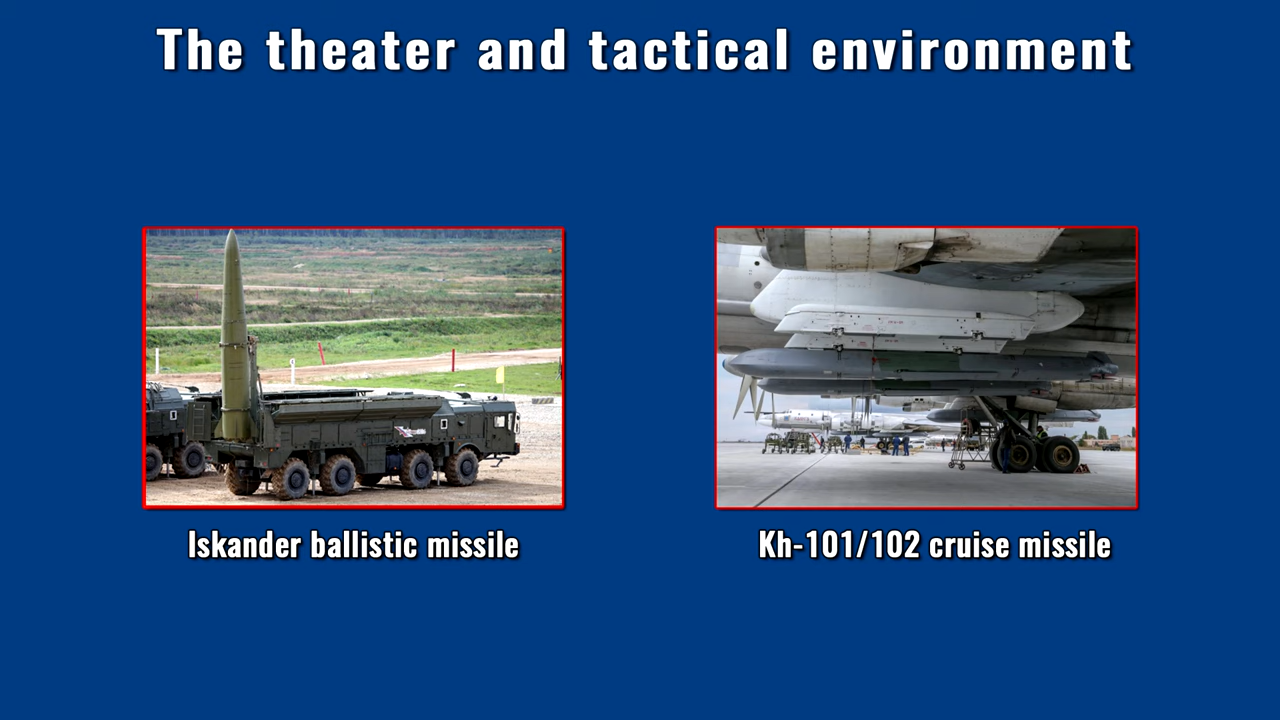 The theater and tactical environment
Iskander ballistic missile
Kh-101/102 cruise missile